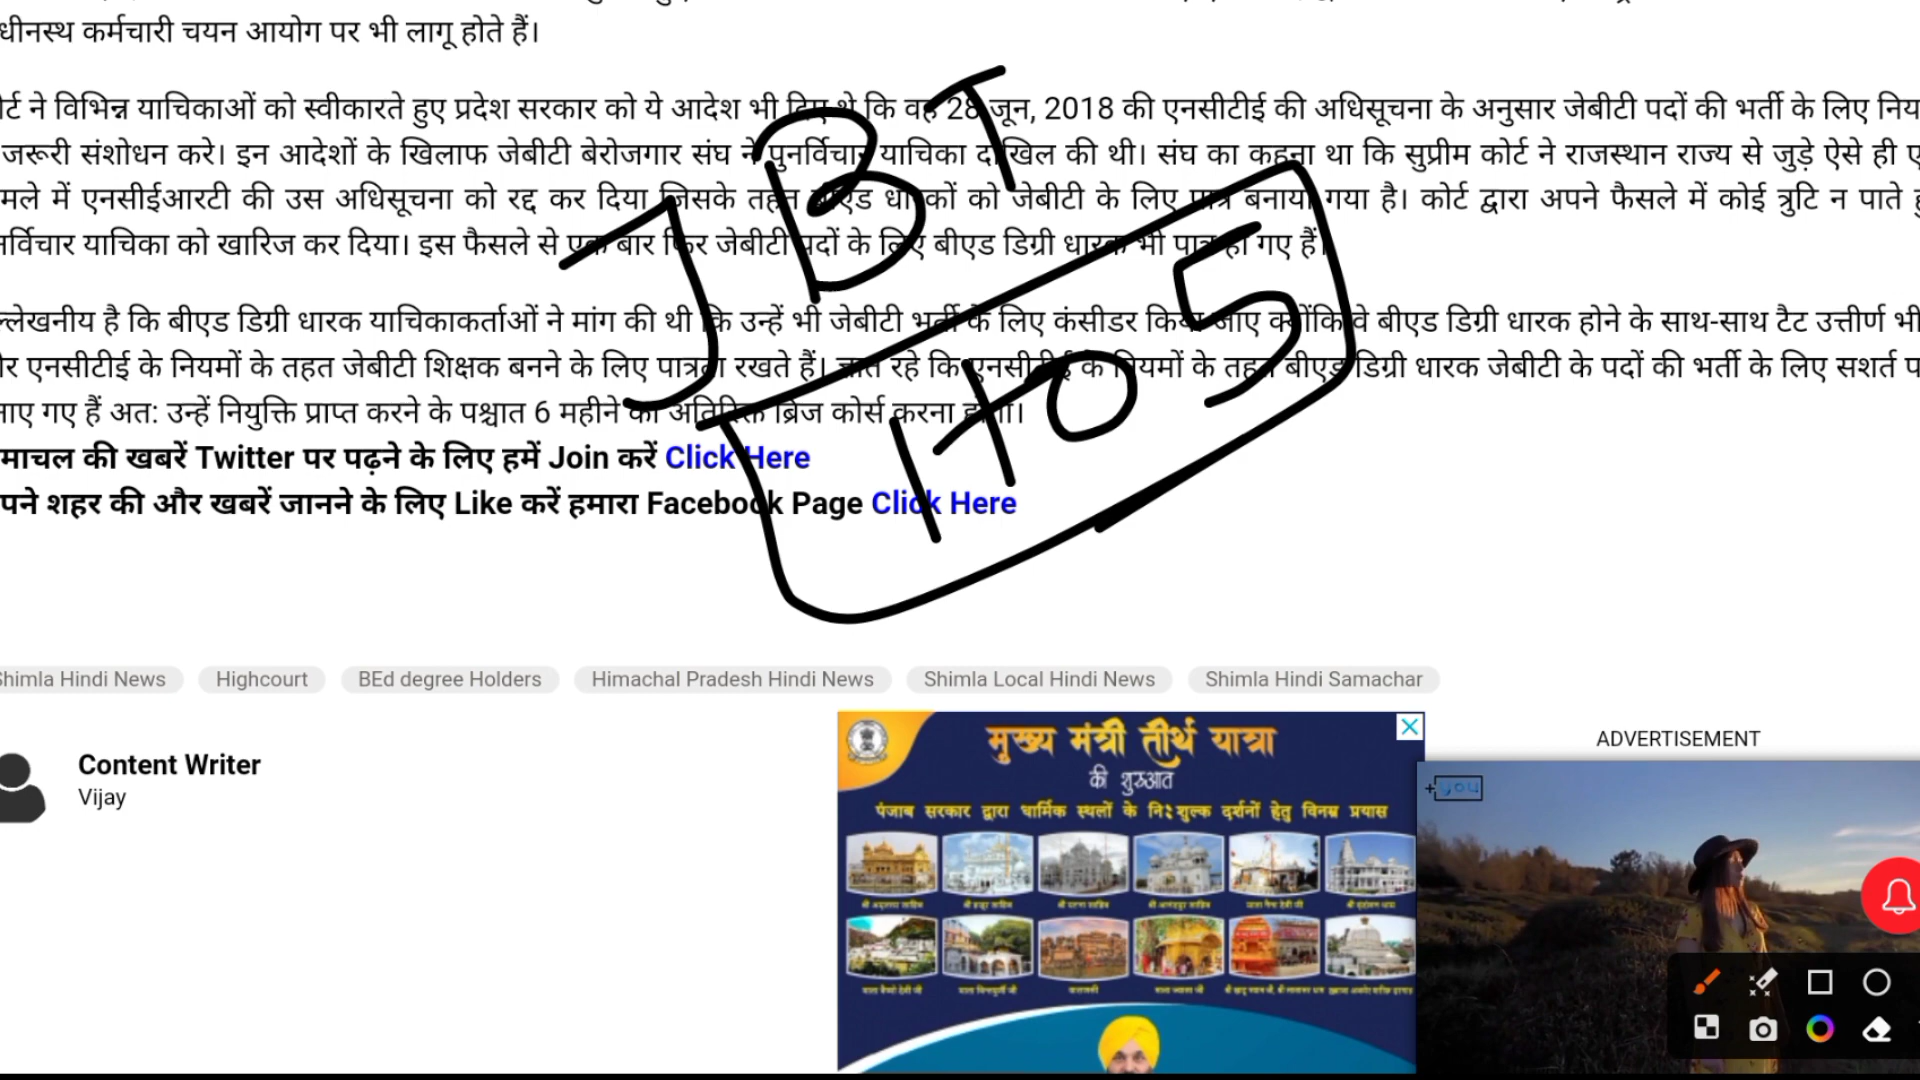 धीनस्थ कर्मचारी चयन आयोग पर भी लागू होते हैं।
र्ट ने विभिन्न याचिकाओं को स्वीकारते हुए प्रदेश सरकार को ये आदेश भी दिए थे कि वह 28 जून, 2018 की एनसीटीई की अधिसूचना के अनुसार जेबीटी पदों की भर्ती के लिए निय
जरूरी संशोधन करे। इन आदेशों के खिलाफ जेबीटी बेरोजगार संघ ने पुनर्विचार याचिका दाखिल की थी। संघ का कहना था कि सुप्रीम कोर्ट ने राजस्थान राज्य से जुड़े ऐसे ही ए
मले में एनसीईआरटी की उस अधिसूचना को रद्द कर दिया जिसके तहत बीएड धारकों को जेबीटी के लिए पात्र बनाया गया है। कोर्ट द्वारा अपने फैसले में कोई त्रुटि न पाते हु
नर्विचार याचिका को खारिज कर दिया। इस फैसले से एक बार फिर जेबीटी पदों के लिए बीएड डिग्री धारक भी पात्र हो गए हैं।
ल्लेखनीय है कि बीएड डिग्री धारक याचिकाकर्ताओं ने मांग की थी कि उन्हें भी जेबीटी भर्ती के लिए कंसीडर किया जाए क्योंकि वे बीएड डिग्री धारक होने के साथ-साथ टैट उत्तीर्ण भी
र एनसीटीई के नियमों के तहत जेबीटी शिक्षक बनने के लिए पात्रता रखते हैं। ज्ञात रहे कि एनसीटीई के नियमों के तहत बीएड डिग्री धारक जेबीटी के पदों की भर्ती के लिए सशर्त प
नाए गए हैं अत: उन्हें नियुक्ति प्राप्त करने के पश्चात 6 महीने का अतिरिक्त ब्रिज कोर्स करना होगा।
माचल की खबरें Twitter पर पढ़ने के लिए हमें Join करें Click Here
पने शहर की और खबरें जानने के लिए Like करें हमारा Facebook Page Click Here
JBT
1 to 5
Shimla Hindi News Highcourt BEd degree Holders Himachal Pradesh Hindi News Shimla Local Hindi News Shimla Hindi Samachar
Content Writer
Vijay
मुख्य मंत्री तीर्थ यात्रा
की शुरुआत
पंजाब सरकार द्वारा धार्मिक स्थलों के निःशुल्क दर्शनों हेतु विनम्र प्रयास
ADVERTISEMENT
+you